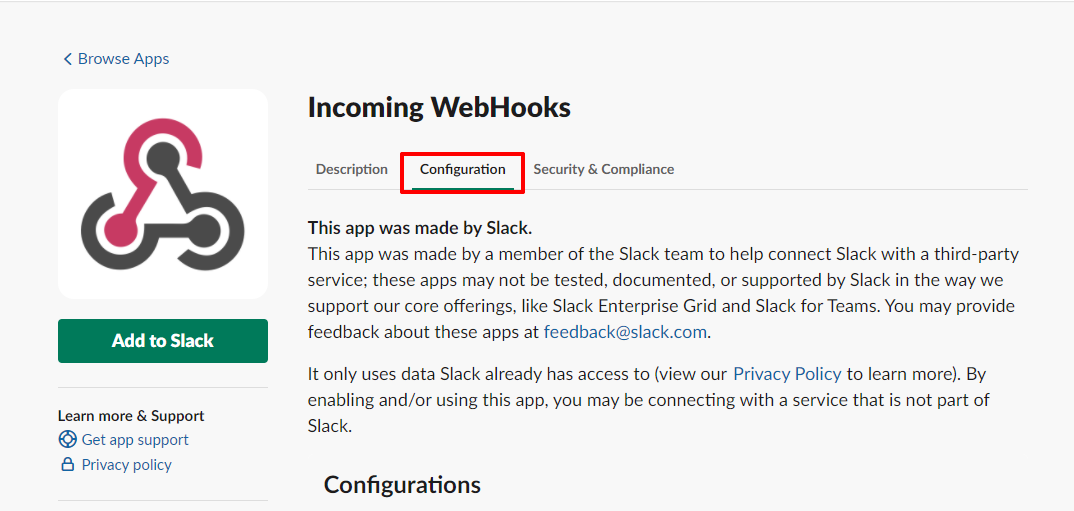 Browse Apps
Incoming WebHooks
Description Configuration Security & Compliance
This app was made by Slack.
This app was made by a member of the Slack team to help connect Slack with a third-party
service; these apps may not be tested, documented, or supported by Slack in the way we
support our core offerings, like Slack Enterprise Grid and Slack for Teams. You may provide
feedback about these apps at feedback@slack.com.
It only uses data Slack already has access to (view our Privacy Policy to learn more). By
enabling and/or using this app, you may be connecting with a service that is not part of
Slack.
Configurations
Add to Slack
Learn more & Support
Get app support
Privacy policy